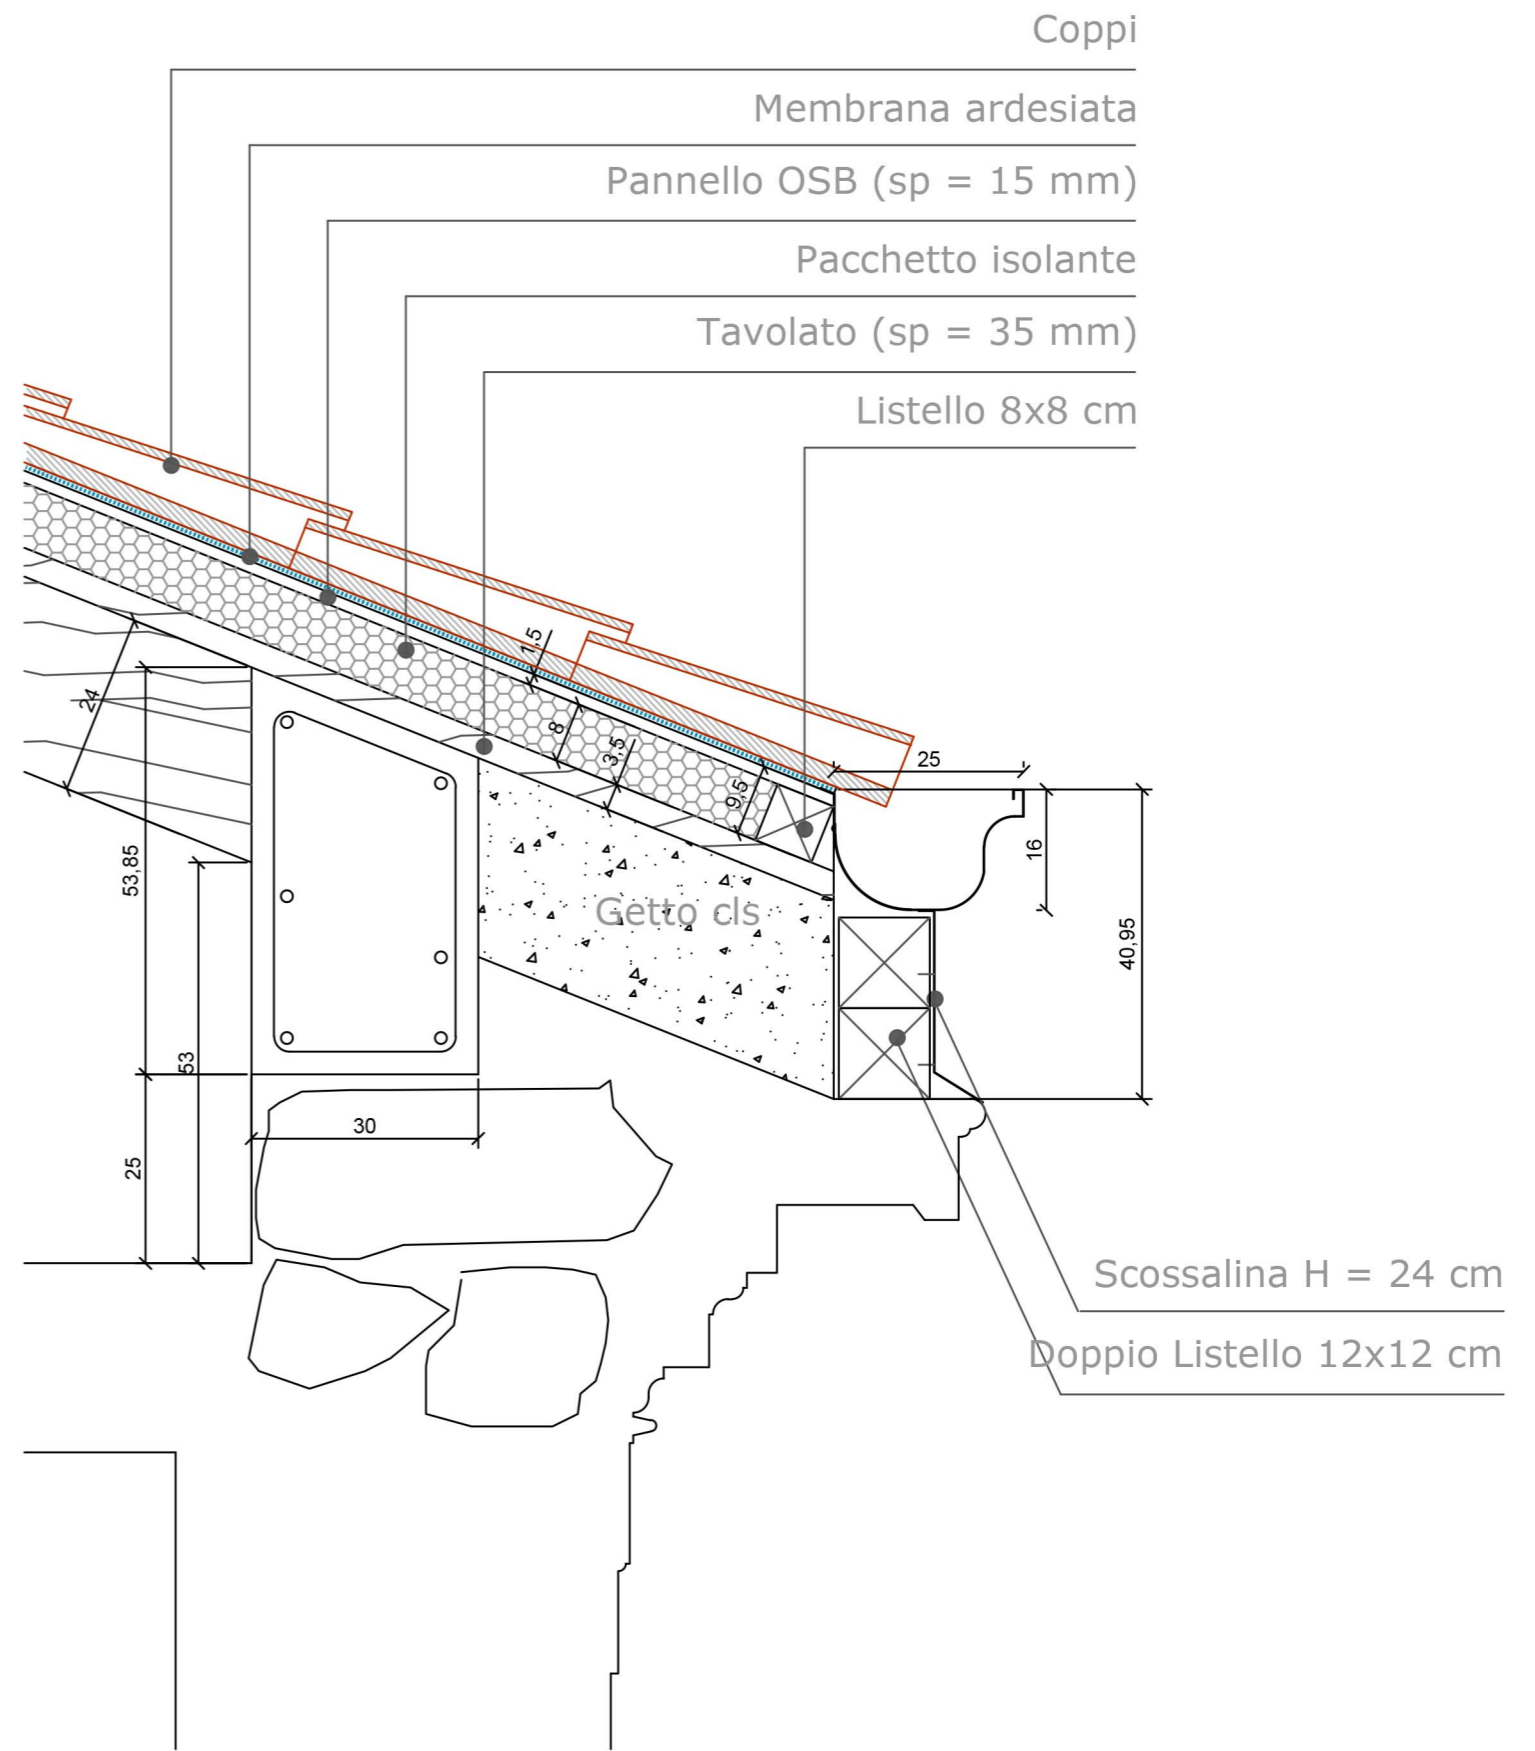 Coppi
Membrana ardesiata
Pannello OSB (sp = 15 mm)
Pacchetto isolante
Tavolato (sp = 35 mm)
Listello 8x8 cm
1,5
24
8
3,5
25
9,5
16
53,85
Getto cls
40,95
53
30
25
Scossalina H = 24 cm
Doppio Listello 12x12 cm